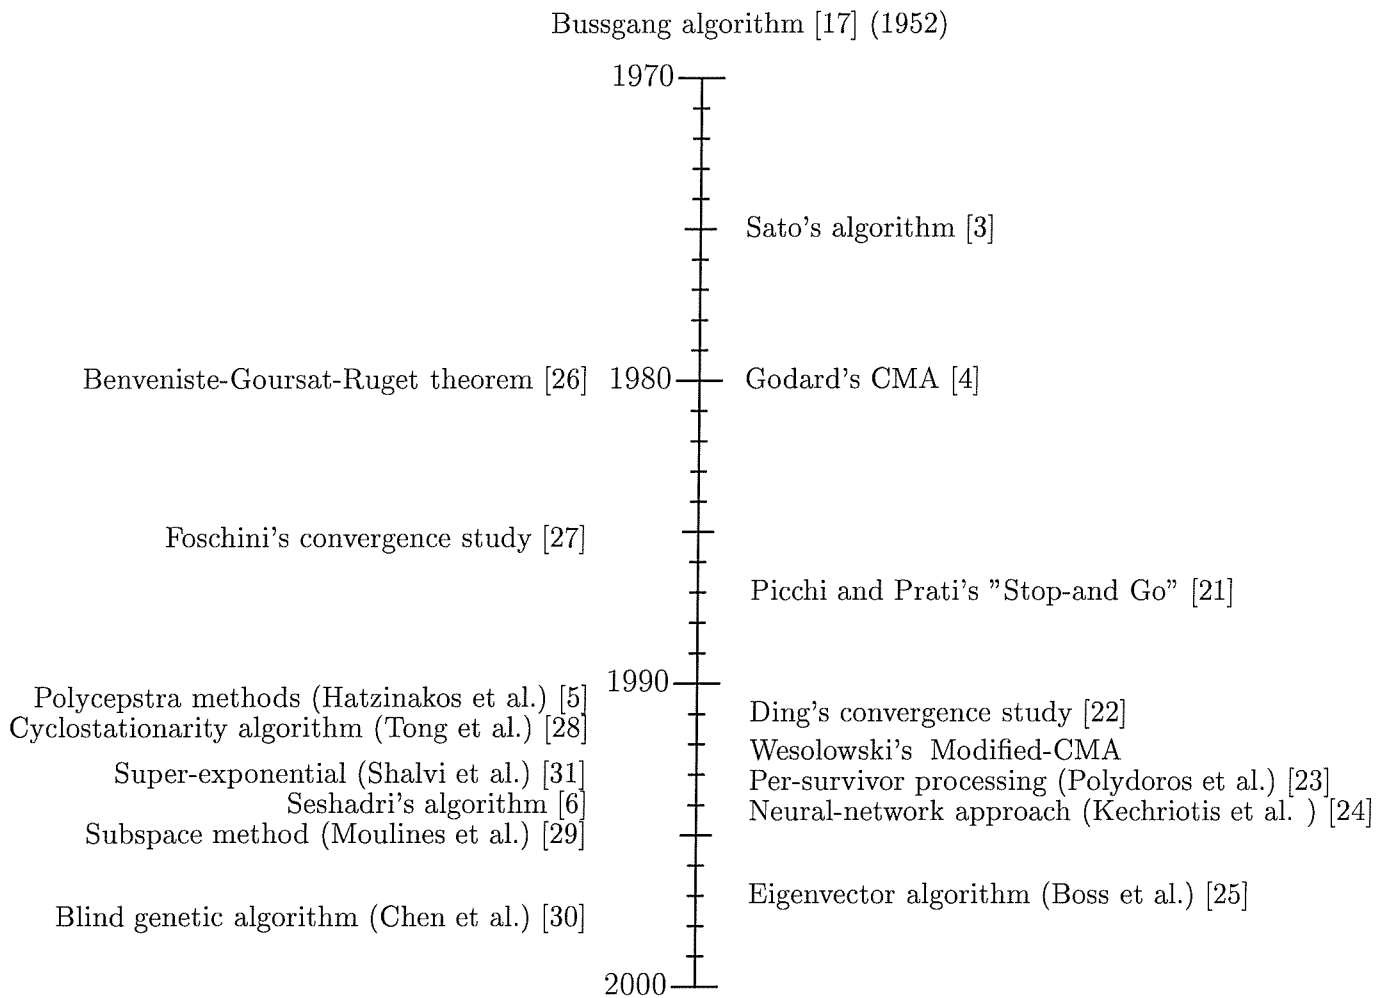 Bussgang algorithm [17] (1952)
1970
Sato's algorithm [3]
Benveniste-Goursat-Ruget theorem [26] 1980 Godard's CMA [4]
Foschini's convergence study [27]
Picchi and Prati's "Stop-and Go" [21]
1990
Polycepstra methods (Hatzinakos et al.) [5]
Ding's convergence study [22]
Cyclostationarity algorithm (Tong et al.) [28]
Wesolowski's Modified-CMA
Super-exponential (Shalvi et al.) [31]
Per-survivor processing (Polydoros et al.) [23]
Seshadri's algorithm [6]
Neural-network approach (Kechriotis et al. ) [24]
Subspace method (Moulines et al.) [29]
Eigenvector algorithm (Boss et al.) [25]
Blind genetic algorithm (Chen et al.) [30]
2000